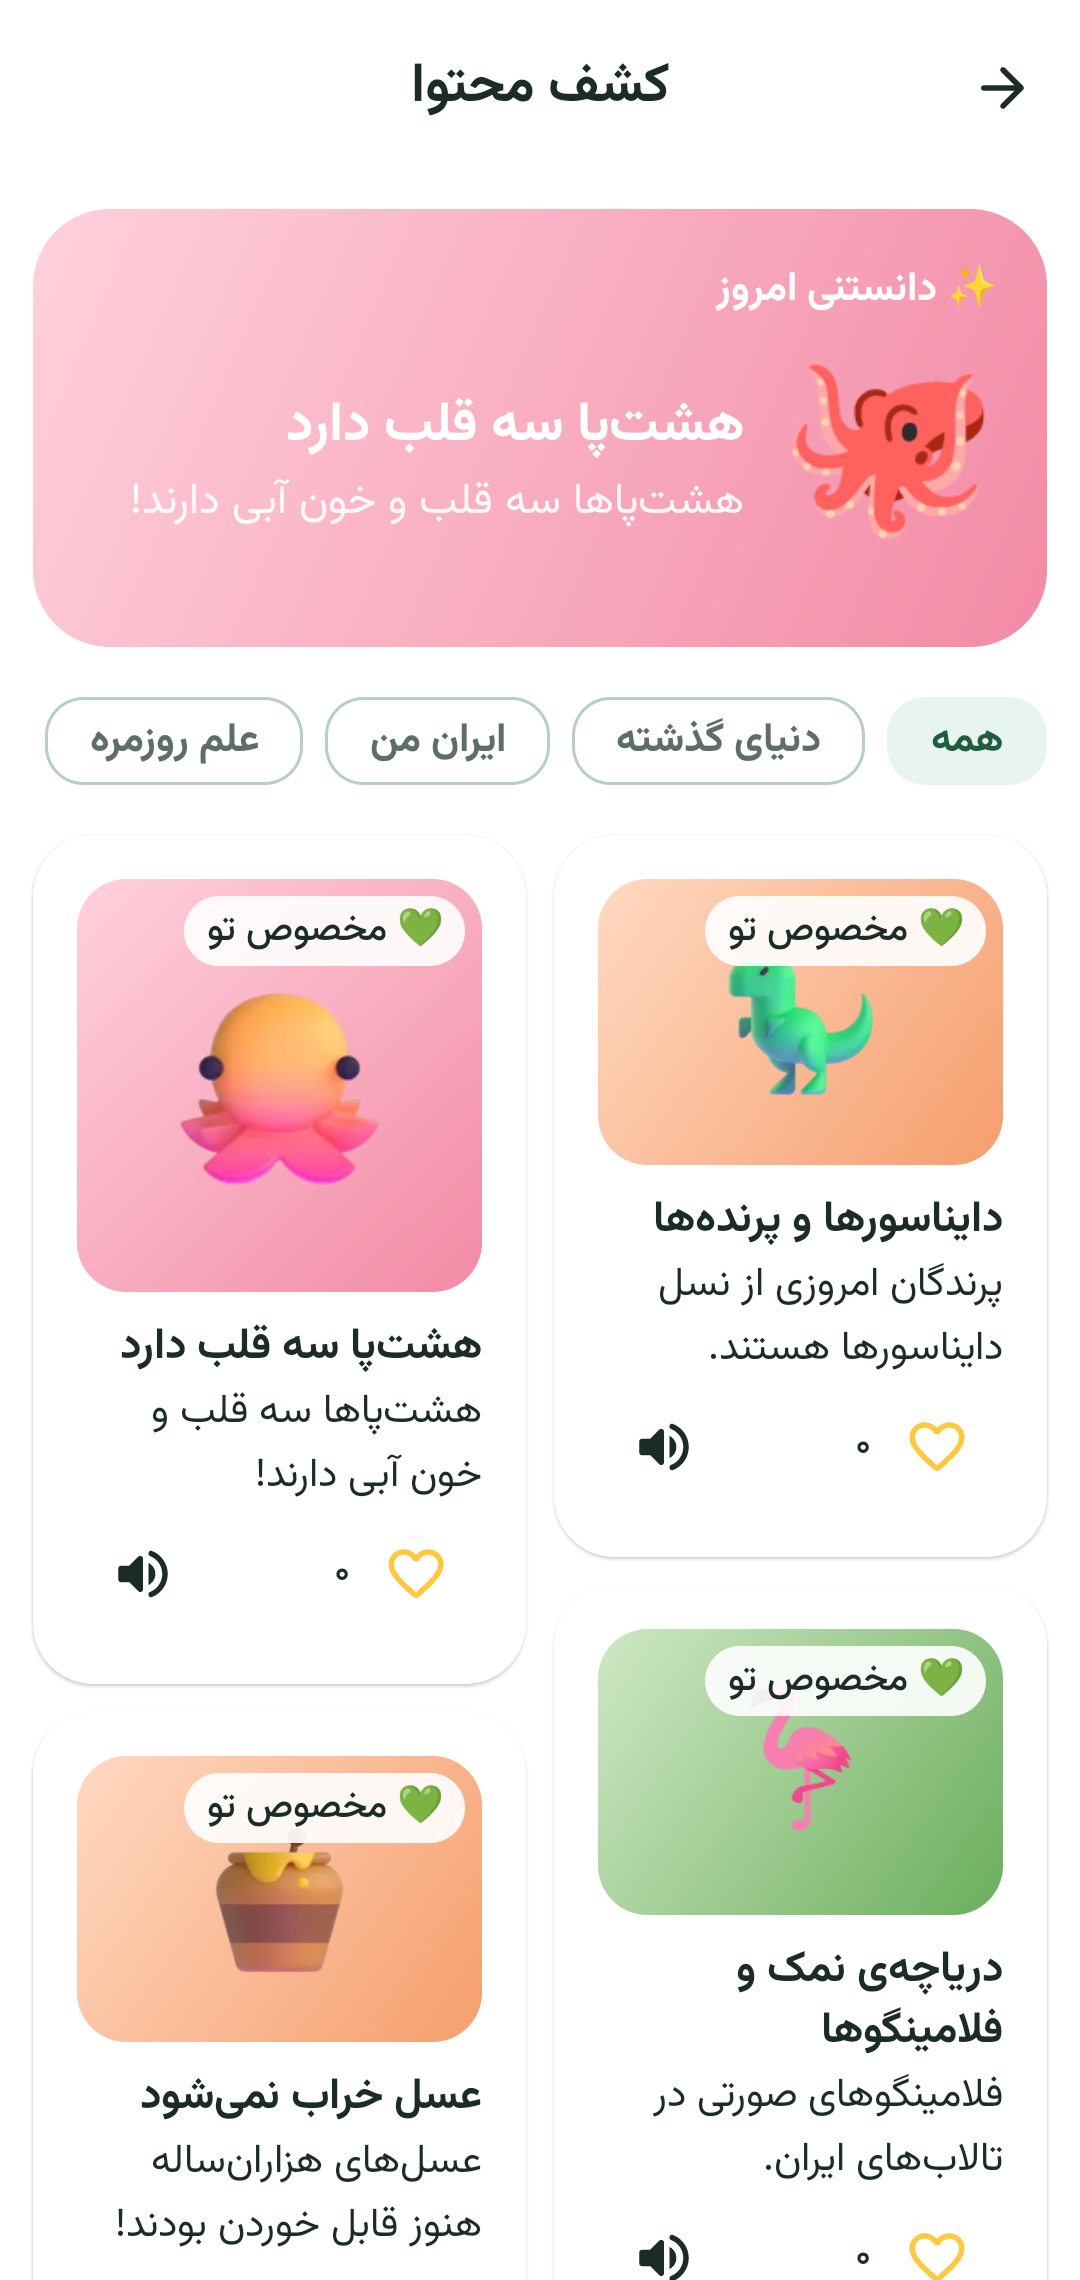 کشف محتوا
✨ دانستنی امروز
هشت‌پا سه قلب دارد
هشت‌پاها سه قلب و خون آبی دارند!
همه
دنیای گذشته
ایران من
علم روزمره
💚 مخصوص تو
دایناسورها و پرنده‌ها
پرندگان امروزی از نسل
دایناسورها هستند.
۰
💚 مخصوص تو
هشت‌پا سه قلب دارد
هشت‌پاها سه قلب و
خون آبی دارند!
۰
💚 مخصوص تو
دریاچه‌ی نمک و
فلامینگوها
فلامینگوهای صورتی در
تالاب‌های ایران.
۰
💚 مخصوص تو
عسل خراب نمی‌شود
عسل‌های هزاران‌ساله
هنوز قابل خوردن بودند!